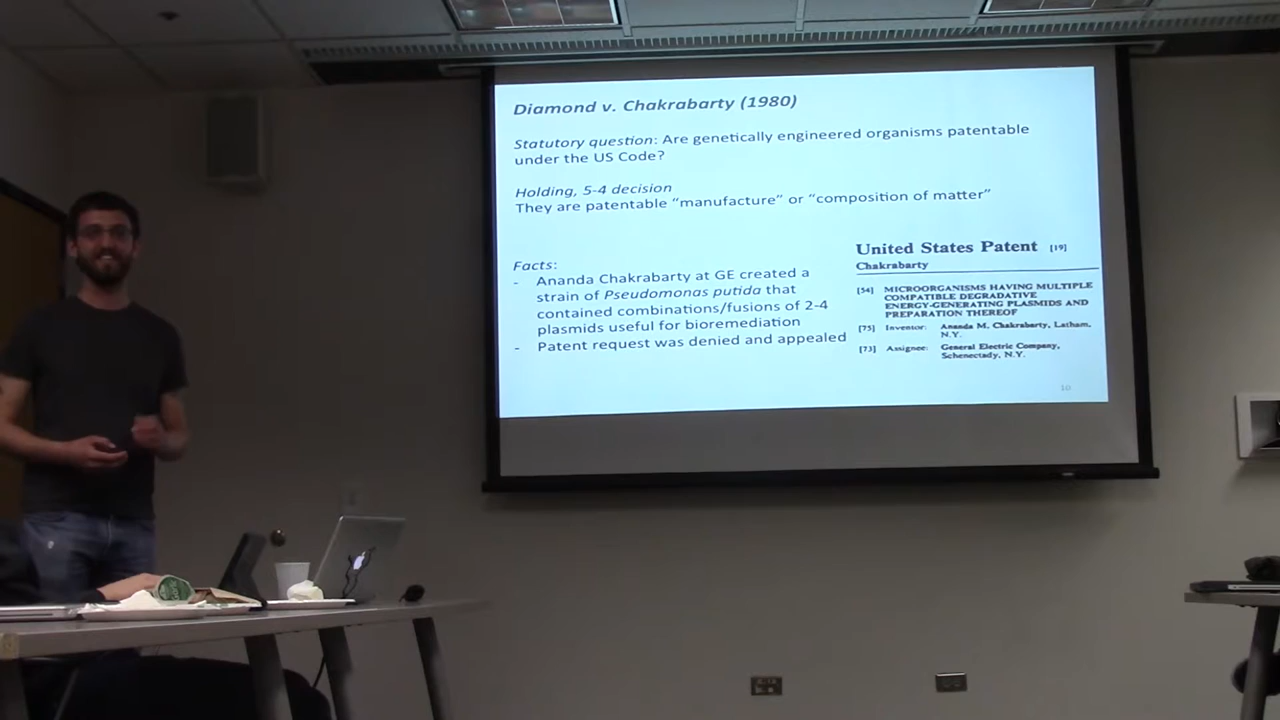 Diamond v. Chakrabarty (1980)
Statutory question: Are genetically engineered organisms patentable
under the US Code?
Holding, 5-4 decision
They are patentable “manufacture” or “composition of matter”
Facts:
- Ananda Chakrabarty at GE created a
strain of Pseudomonas putida that
contained combinations/fusions of 2-4
plasmids useful for bioremediation
- Patent request was denied and appealed
United States Patent [19]
Chakrabarty
[54] MICROORGANISMS HAVING MULTIPLE
COMPATIBLE DEGRADATIVE
ENERGY-GENERATING PLASMIDS AND
PREPARATION THEREOF
[75] Inventor: Ananda M. Chakrabarty, Latham,
N.Y.
[73] Assignee: General Electric Company,
Schenectady, N.Y.
10